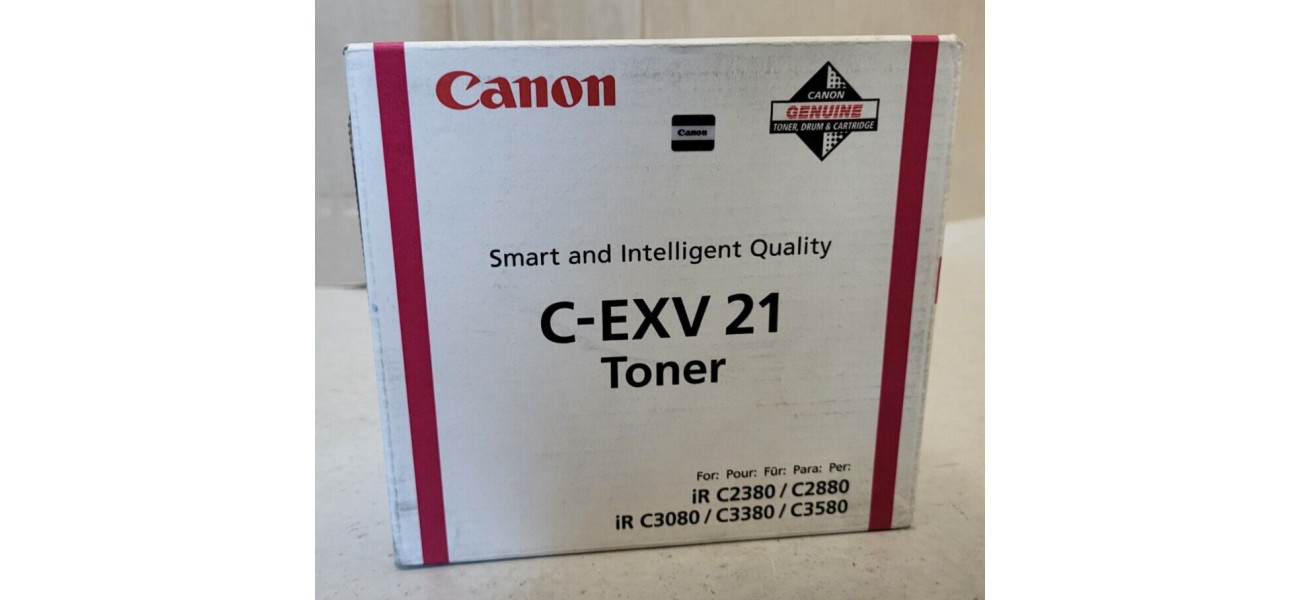 Canon
Canon
CANON
GENUINE
TONER, DRUM & CARTRIDGE
Smart and Intelligent Quality
C-EXV 21
Toner
For: Pour: Für: Para: Per:
iR C2380 / C2880
iR C3080 / C3380 / C3580